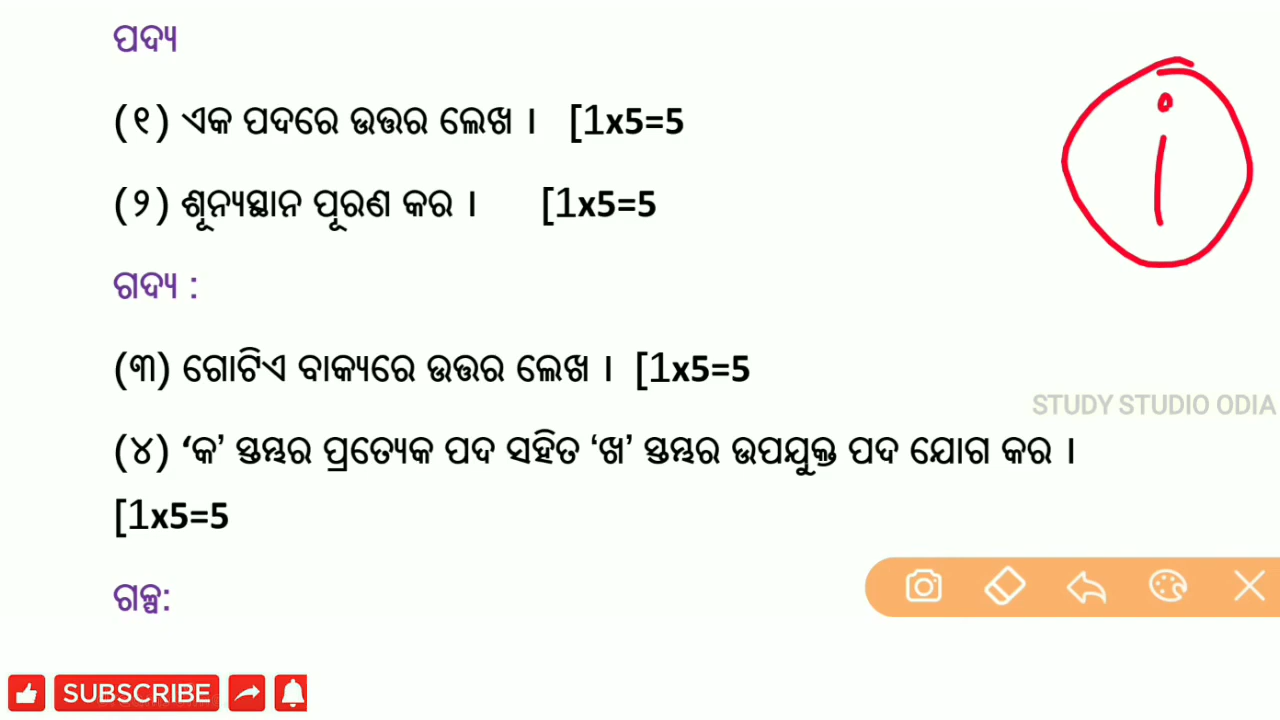 ପଦ୍ୟ
(୧) ଏକ ପଦରେ ଉତ୍ତର ଲେଖ । [1x5=5
(୨) ଶୂନ୍ୟସ୍ଥାନ ପୂରଣ କର । [1x5=5
ଗଦ୍ୟ :
(୩) ଗୋଟିଏ ବାକ୍ୟରେ ଉତ୍ତର ଲେଖ । [1x5=5
STUDY STUDIO ODIA
(୪) ‘କ’ ସ୍ତମ୍ଭର ପ୍ରତ୍ୟେକ ପଦ ସହିତ ‘ଖ’ ସ୍ତମ୍ଭର ଉପଯୁକ୍ତ ପଦ ଯୋଗ କର ।
[1x5=5
ଗଳ୍ପ:
SUBSCRIBE